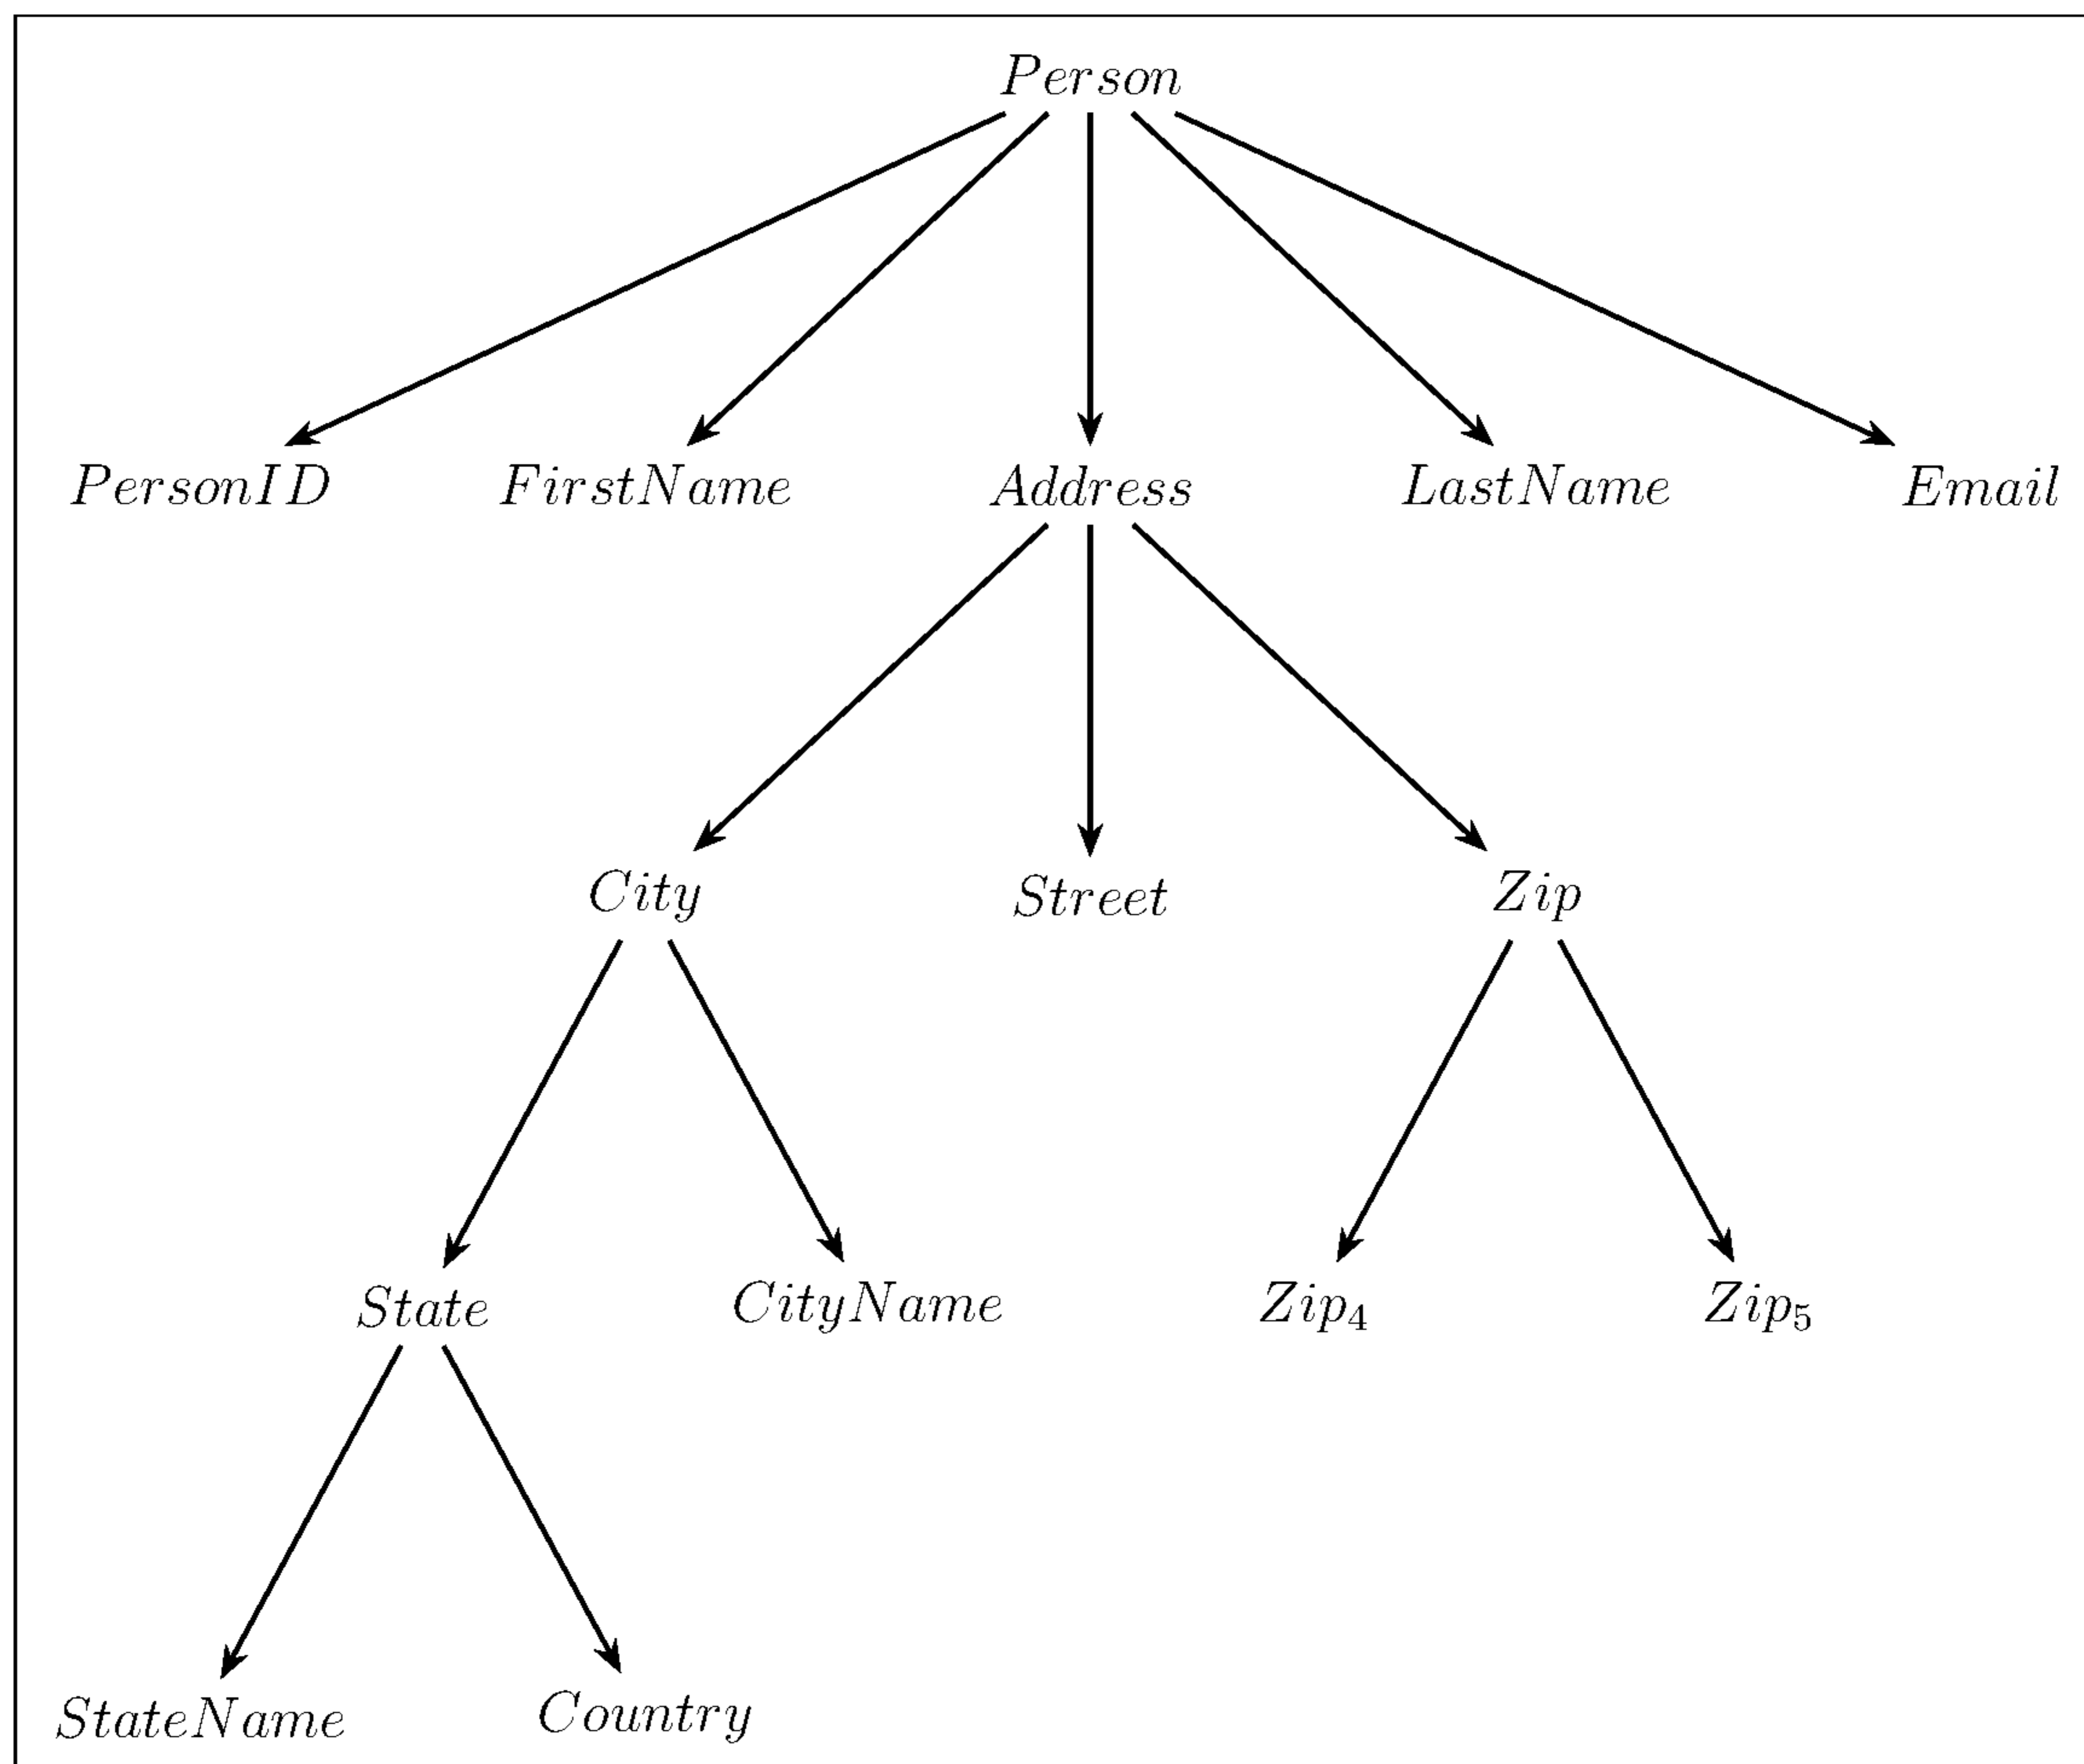 Person
PersonID FirstName Address LastName Email
City Street Zip
State CityName Zip₄ Zip₅
StateName Country